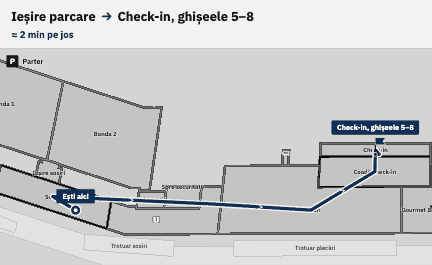 Ieșire parcare → Check-in, ghișeele 5–8
≈ 2 min pe jos
P Parter
Banda 2
Check-in, ghișeele 5–8
Ești aici
Trotuar sosiri
Trotuar plecări